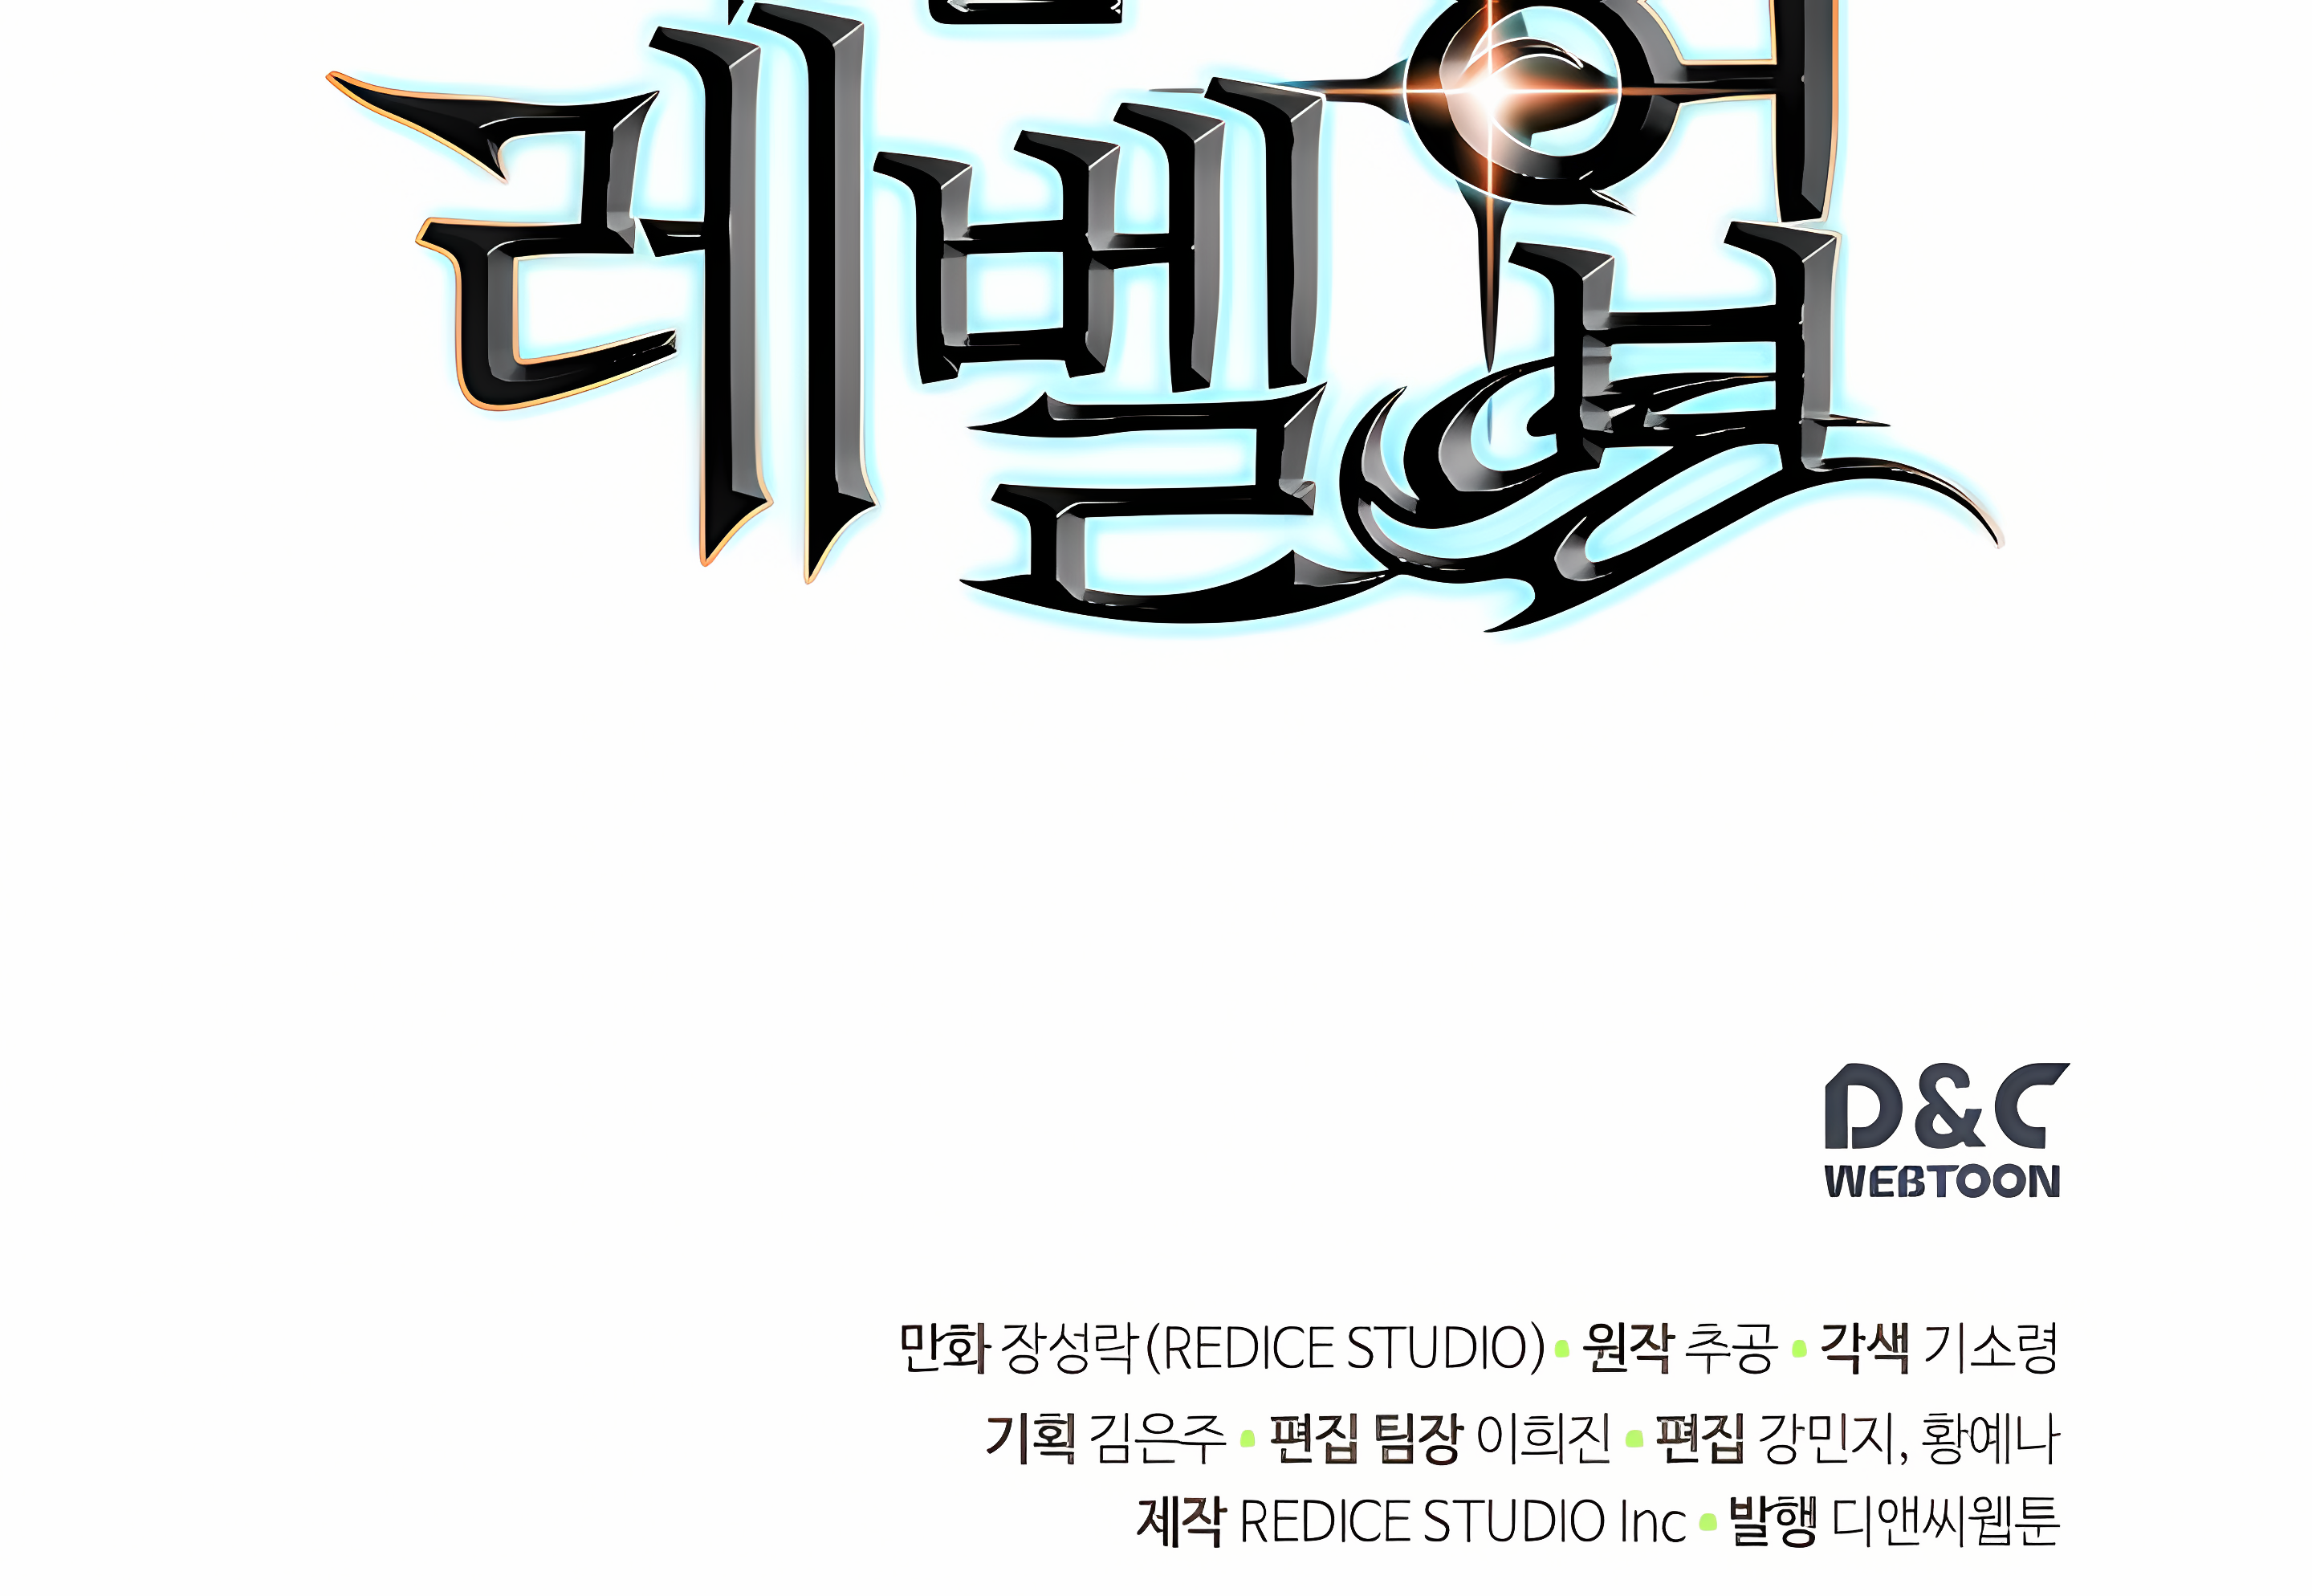 레벨업
D&C
WEBTOON
만화 장성락(REDICE STUDIO) • 원작 추공 • 각색 기소령
기획 김은주 • 편집 팀장 이희진 • 편집 강민지, 황예나
제작 REDICE STUDIO Inc • 발행 디앤씨웹툰